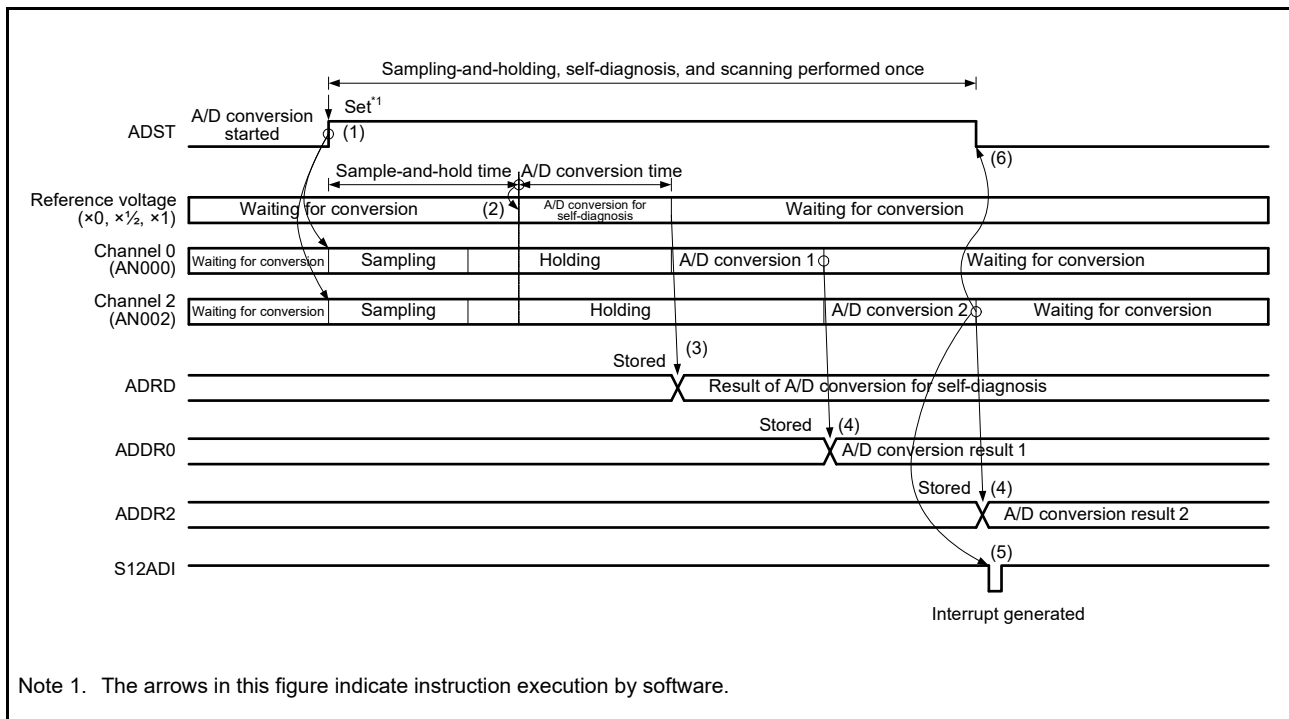 Sampling-and-holding, self-diagnosis, and scanning performed once
A/D conversion
started
Set*1
ADST
(1)
(6)
Sample-and-hold time
A/D conversion time
Reference voltage
(×0, ×½, ×1)
Waiting for conversion
(2)
A/D conversion for
self-diagnosis
Waiting for conversion
Channel 0
(AN000)
Waiting for conversion
Sampling
Holding
A/D conversion 1
Waiting for conversion
Channel 2
(AN002)
Waiting for conversion
Sampling
Holding
A/D conversion 2
Waiting for conversion
Stored
(3)
ADRD
Result of A/D conversion for self-diagnosis
Stored
(4)
ADDR0
A/D conversion result 1
Stored
(4)
ADDR2
A/D conversion result 2
(5)
S12ADI
Interrupt generated
Note 1. The arrows in this figure indicate instruction execution by software.